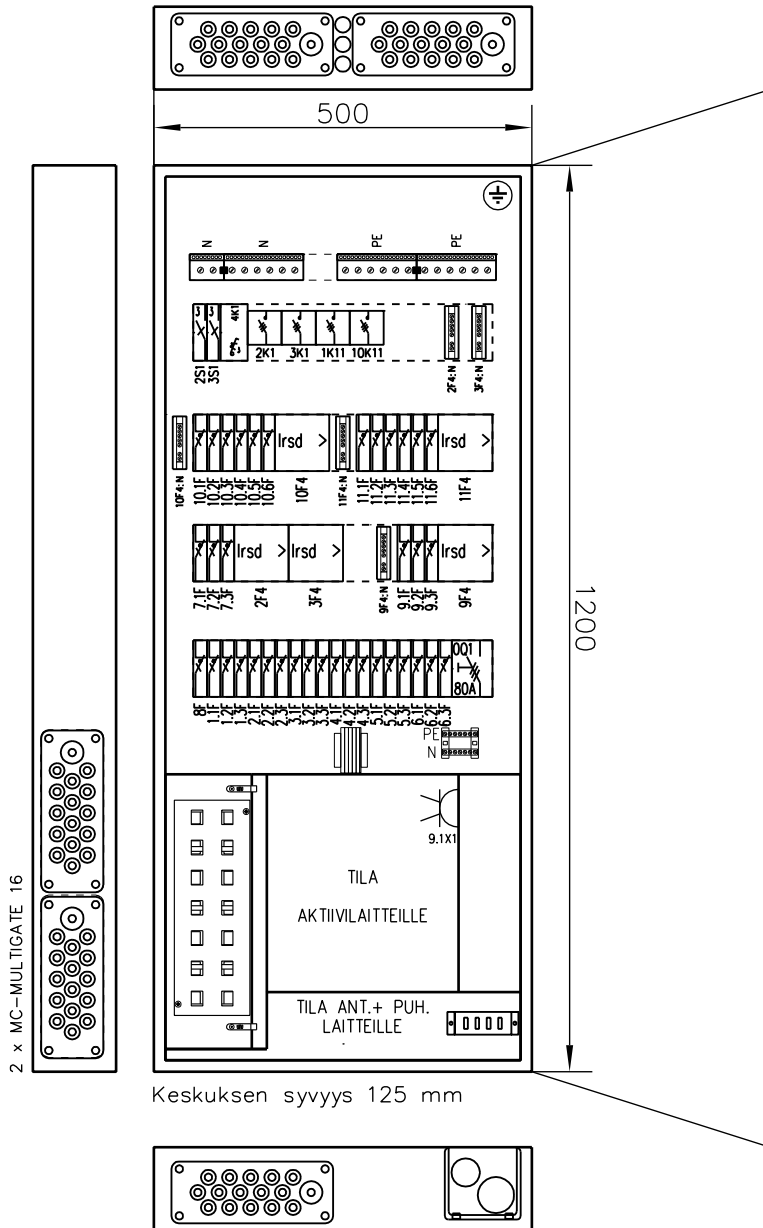 500
N
N
PE
PE
3
3
4K1
2S1
3S1
2K1
3K1
1K11
10K11
2F4:N
3F4:N
10F4:N
Irsd >
11F4:N
Irsd >
10.1F
10.2F
10.3F
10.4F
10.5F
10.6F
10F4
11.1F
11.2F
11.3F
11.4F
11.5F
11.6F
11F4
Irsd >
Irsd >
Irsd >
7.1F
7.2F
7.3F
2F4
3F4
9F4:N
9.1F
9.2F
9.3F
9F4
1200
0Q1
80A
8F
1.1F
1.2F
1.3F
2.1F
2.2F
2.3F
3.1F
3.2F
3.3F
4.1F
4.2F
4.3F
5.1F
5.2F
5.3F
6.1F
6.2F
6.3F
PE
N
9.1X1
TILA
AKTIIVILAITTEILLE
TILA ANT.+ PUH.
LAITTEILLE
2 x MC-MULTIGATE 16
Keskuksen syvyys 125 mm